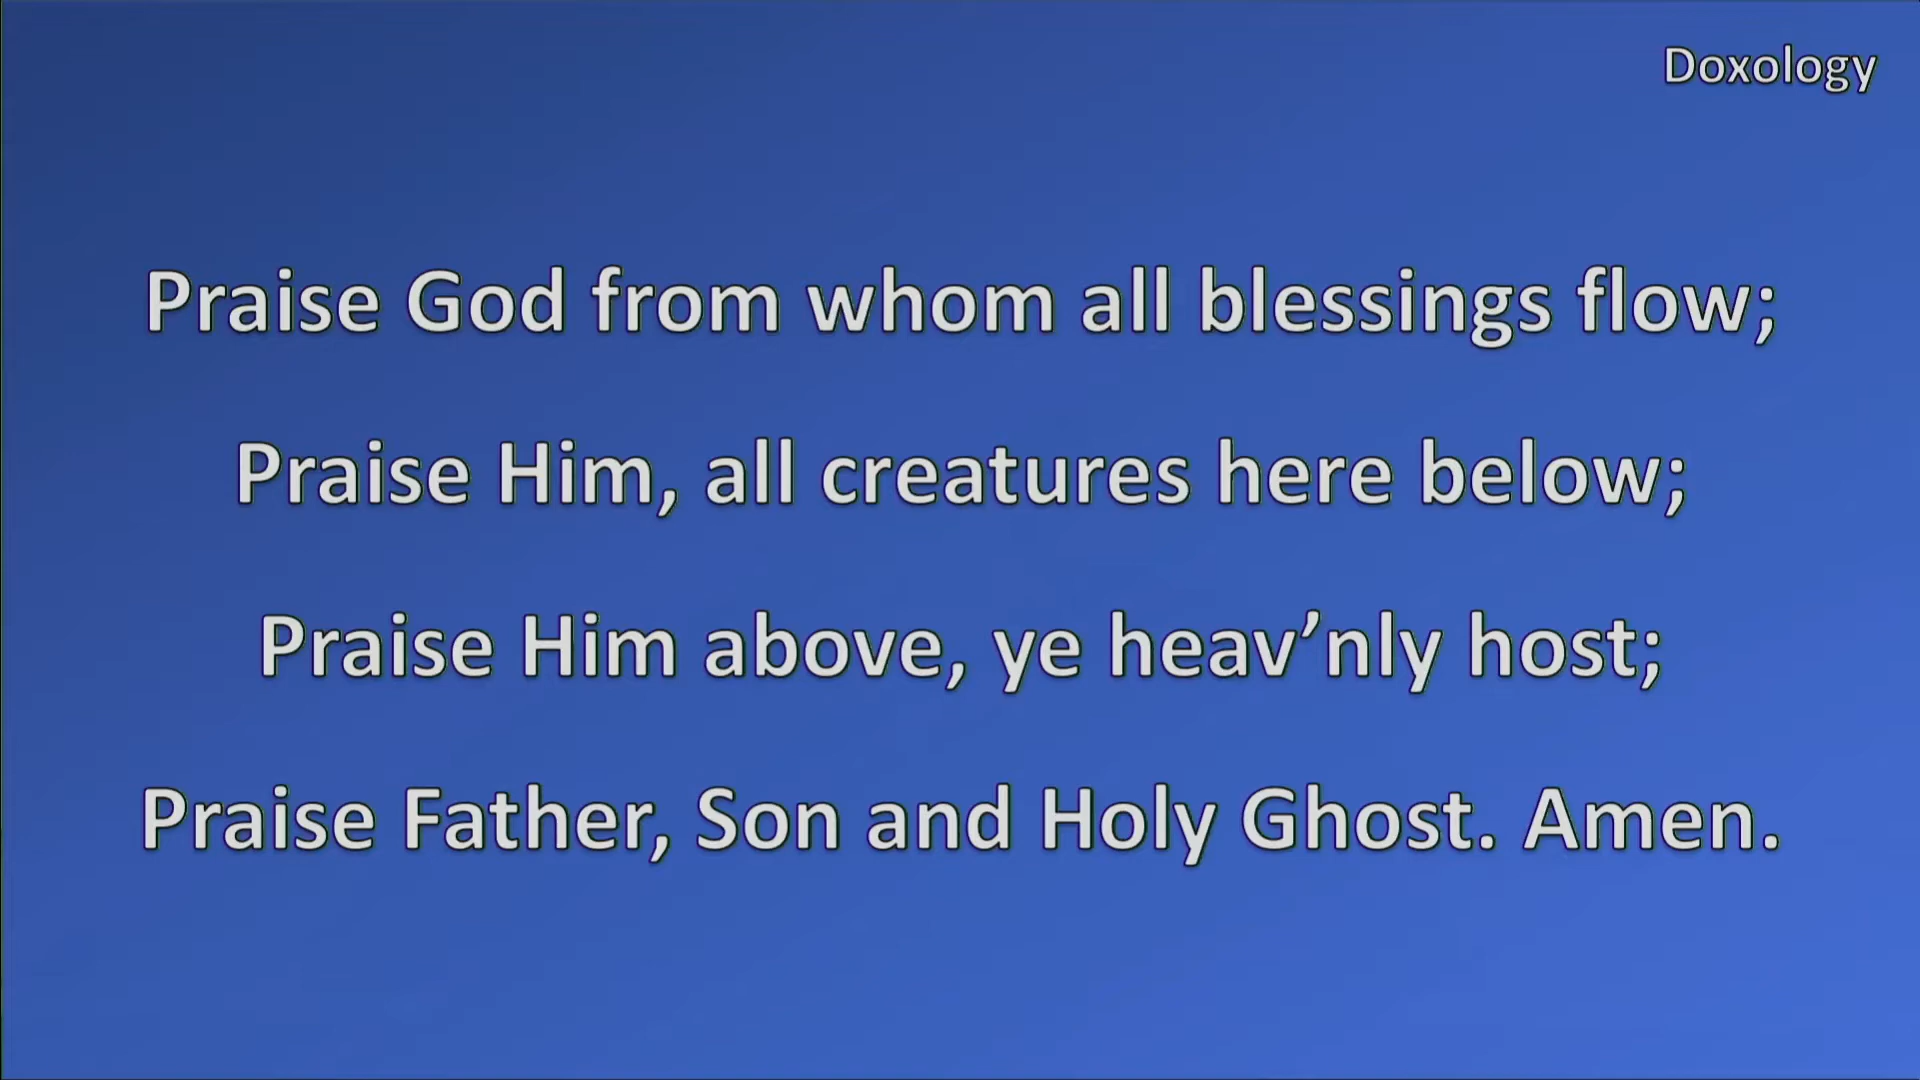 Doxology
Praise God from whom all blessings flow;
Praise Him, all creatures here below;
Praise Him above, ye heav’nly host;
Praise Father, Son and Holy Ghost. Amen.